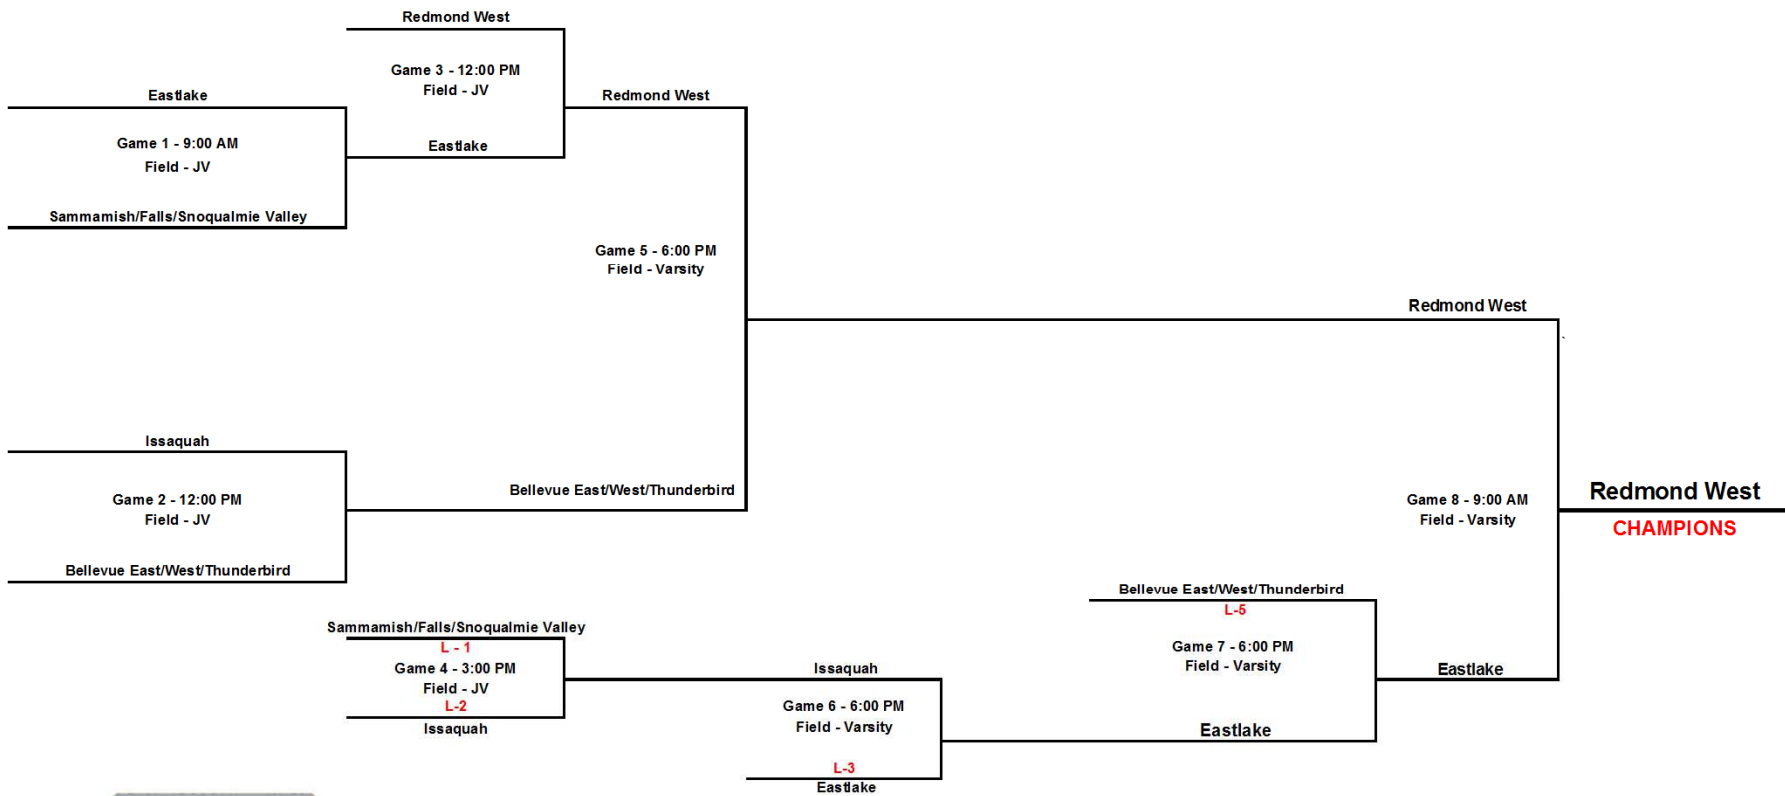 Redmond West
Game 3 - 12:00 PM
Field - JV
Eastlake
Redmond West
Game 1 - 9:00 AM
Field - JV
Eastlake
Sammamish/Falls/Snoqualmie Valley
Game 5 - 6:00 PM
Field - Varsity
Redmond West
Issaquah
Game 2 - 12:00 PM
Field - JV
Bellevue East/West/Thunderbird
Bellevue East/West/Thunderbird
Game 8 - 9:00 AM
Field - Varsity
Redmond West
CHAMPIONS
Bellevue East/West/Thunderbird
L-5
Game 7 - 6:00 PM
Field - Varsity
Eastlake
Sammamish/Falls/Snoqualmie Valley
L - 1
Game 4 - 3:00 PM
Field - JV
L-2
Issaquah
Issaquah
Game 6 - 6:00 PM
Field - Varsity
L-3
Eastlake
Eastlake